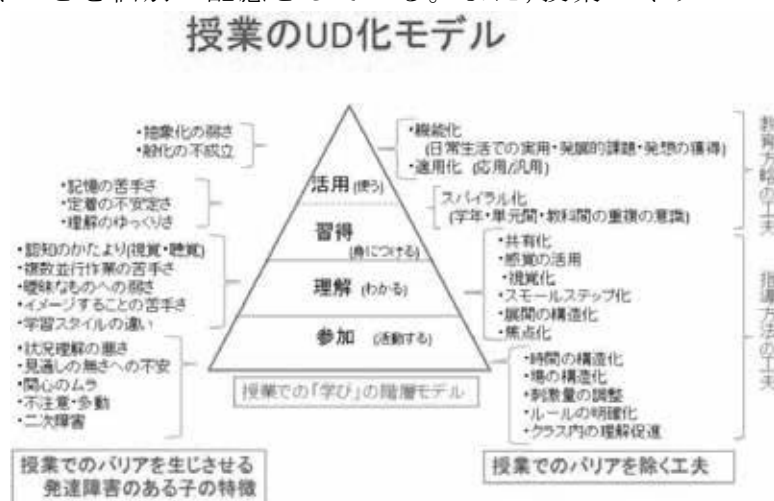 授業のUD化モデル
・抽象化の弱さ
・般化の不成立
・記憶の苦手さ
・定着の不安定さ
・理解のゆっくりさ
・認知のかたより(視覚・聴覚)
・複数並行作業の苦手さ
・曖昧なものへの弱さ
・イメージすることの苦手さ
・学習スタイルの違い
・状況理解の悪さ
・見通しの無さへの不安
・関心のムラ
・不注意・多動
・二次障害
授業でのバリアを生じさせる
発達障害のある子の特徴
活用(使う)
習得
(身につける)
理解 (わかる)
参加 (活動する)
授業での「学び」の階層モデル
・機能化
(日常生活での実用・発展的課題・発想の獲得)
・適用化 (応用/汎用)
スパイラル化
(学年・単元間・教科間の重複の意識)
・共有化
・感覚の活用
・視覚化
・スモールステップ化
・展開の構造化
・焦点化
・時間の構造化
・場の構造化
・刺激量の調整
・ルールの明確化
・クラス内の理解促進
授業でのバリアを除く工夫
教育方略の工夫
指導方法の工夫